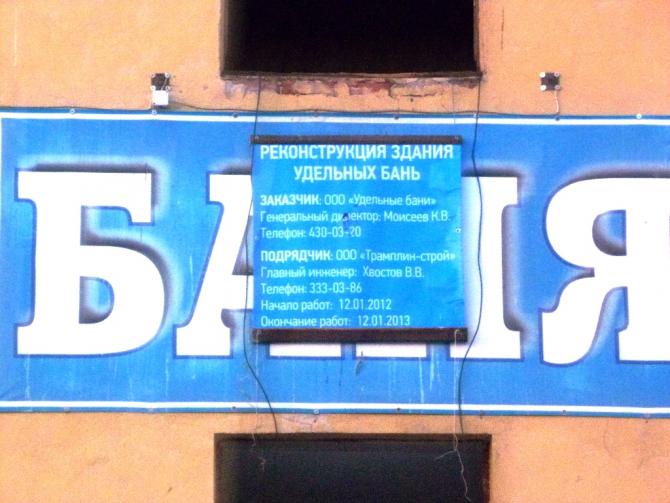 БАНЯ
РЕКОНСТРУКЦИЯ ЗДАНИЯ
УДЕЛЬНЫХ БАНЬ
ЗАКАЗЧИК: ООО «Удельные бани»
Генеральный директор: Моисеев К.В.
Телефон: 430-03-20
ПОДРЯДЧИК: ООО «Трамплин-строй»
Главный инженер: Хвостов В.В.
Телефон: 333-03-86
Начало работ: 12.01.2012
Окончание работ: 12.01.2013